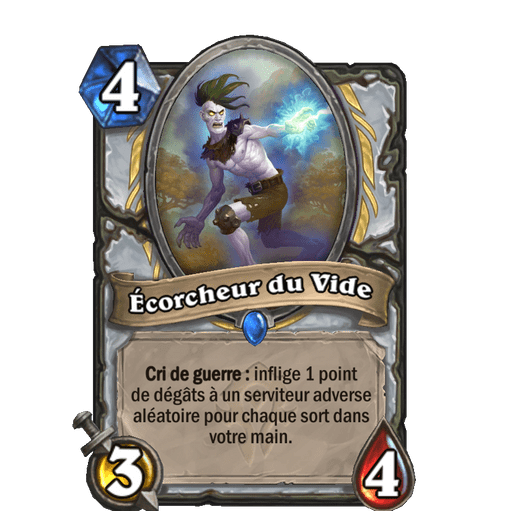 4
Écorcheur du Vide
Cri de guerre : inflige 1 point
de dégâts à un serviteur adverse
aléatoire pour chaque sort dans
votre main.
3
4